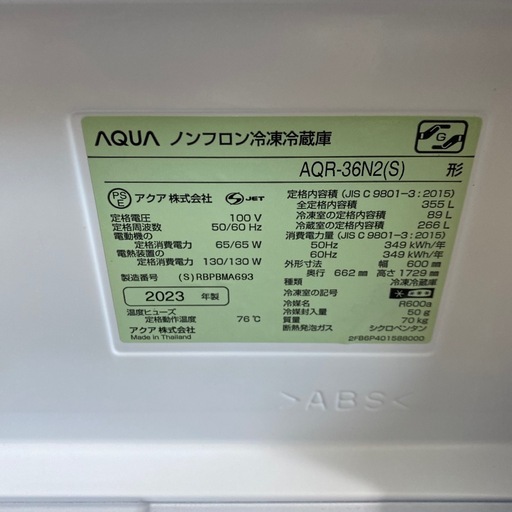 AQUA ノンフロン冷凍冷蔵庫
G
AQR-36N2(S) 形
PS E アクア株式会社 S JET
定格電圧 100 V
定格周波数 50/60 Hz
電動機の
定格消費電力 65/65 W
電熱装置の
定格消費電力 130/130 W
製造番号 (S)RBPBMA693
2023 年製
温度ヒューズ
定格動作温度 76℃
アクア株式会社
Made in Thailand
定格内容積 (JIS C 9801-3 : 2015)
全定格内容積 355 L
冷凍室の定格内容積 89 L
冷蔵室の定格内容積 266 L
消費電力量 (JIS C 9801-3 : 2015)
50Hz 349 kWh/年
60Hz 349 kWh/年
外形寸法 幅 600 mm
奥行 662 mm 高さ 1729 mm
種類 冷凍冷蔵庫
冷凍室の記号
冷媒名 R600a
冷媒封入量 50 g
質量 70 kg
断熱発泡ガス シクロペンタン
2FB6P401588000
>ABS<